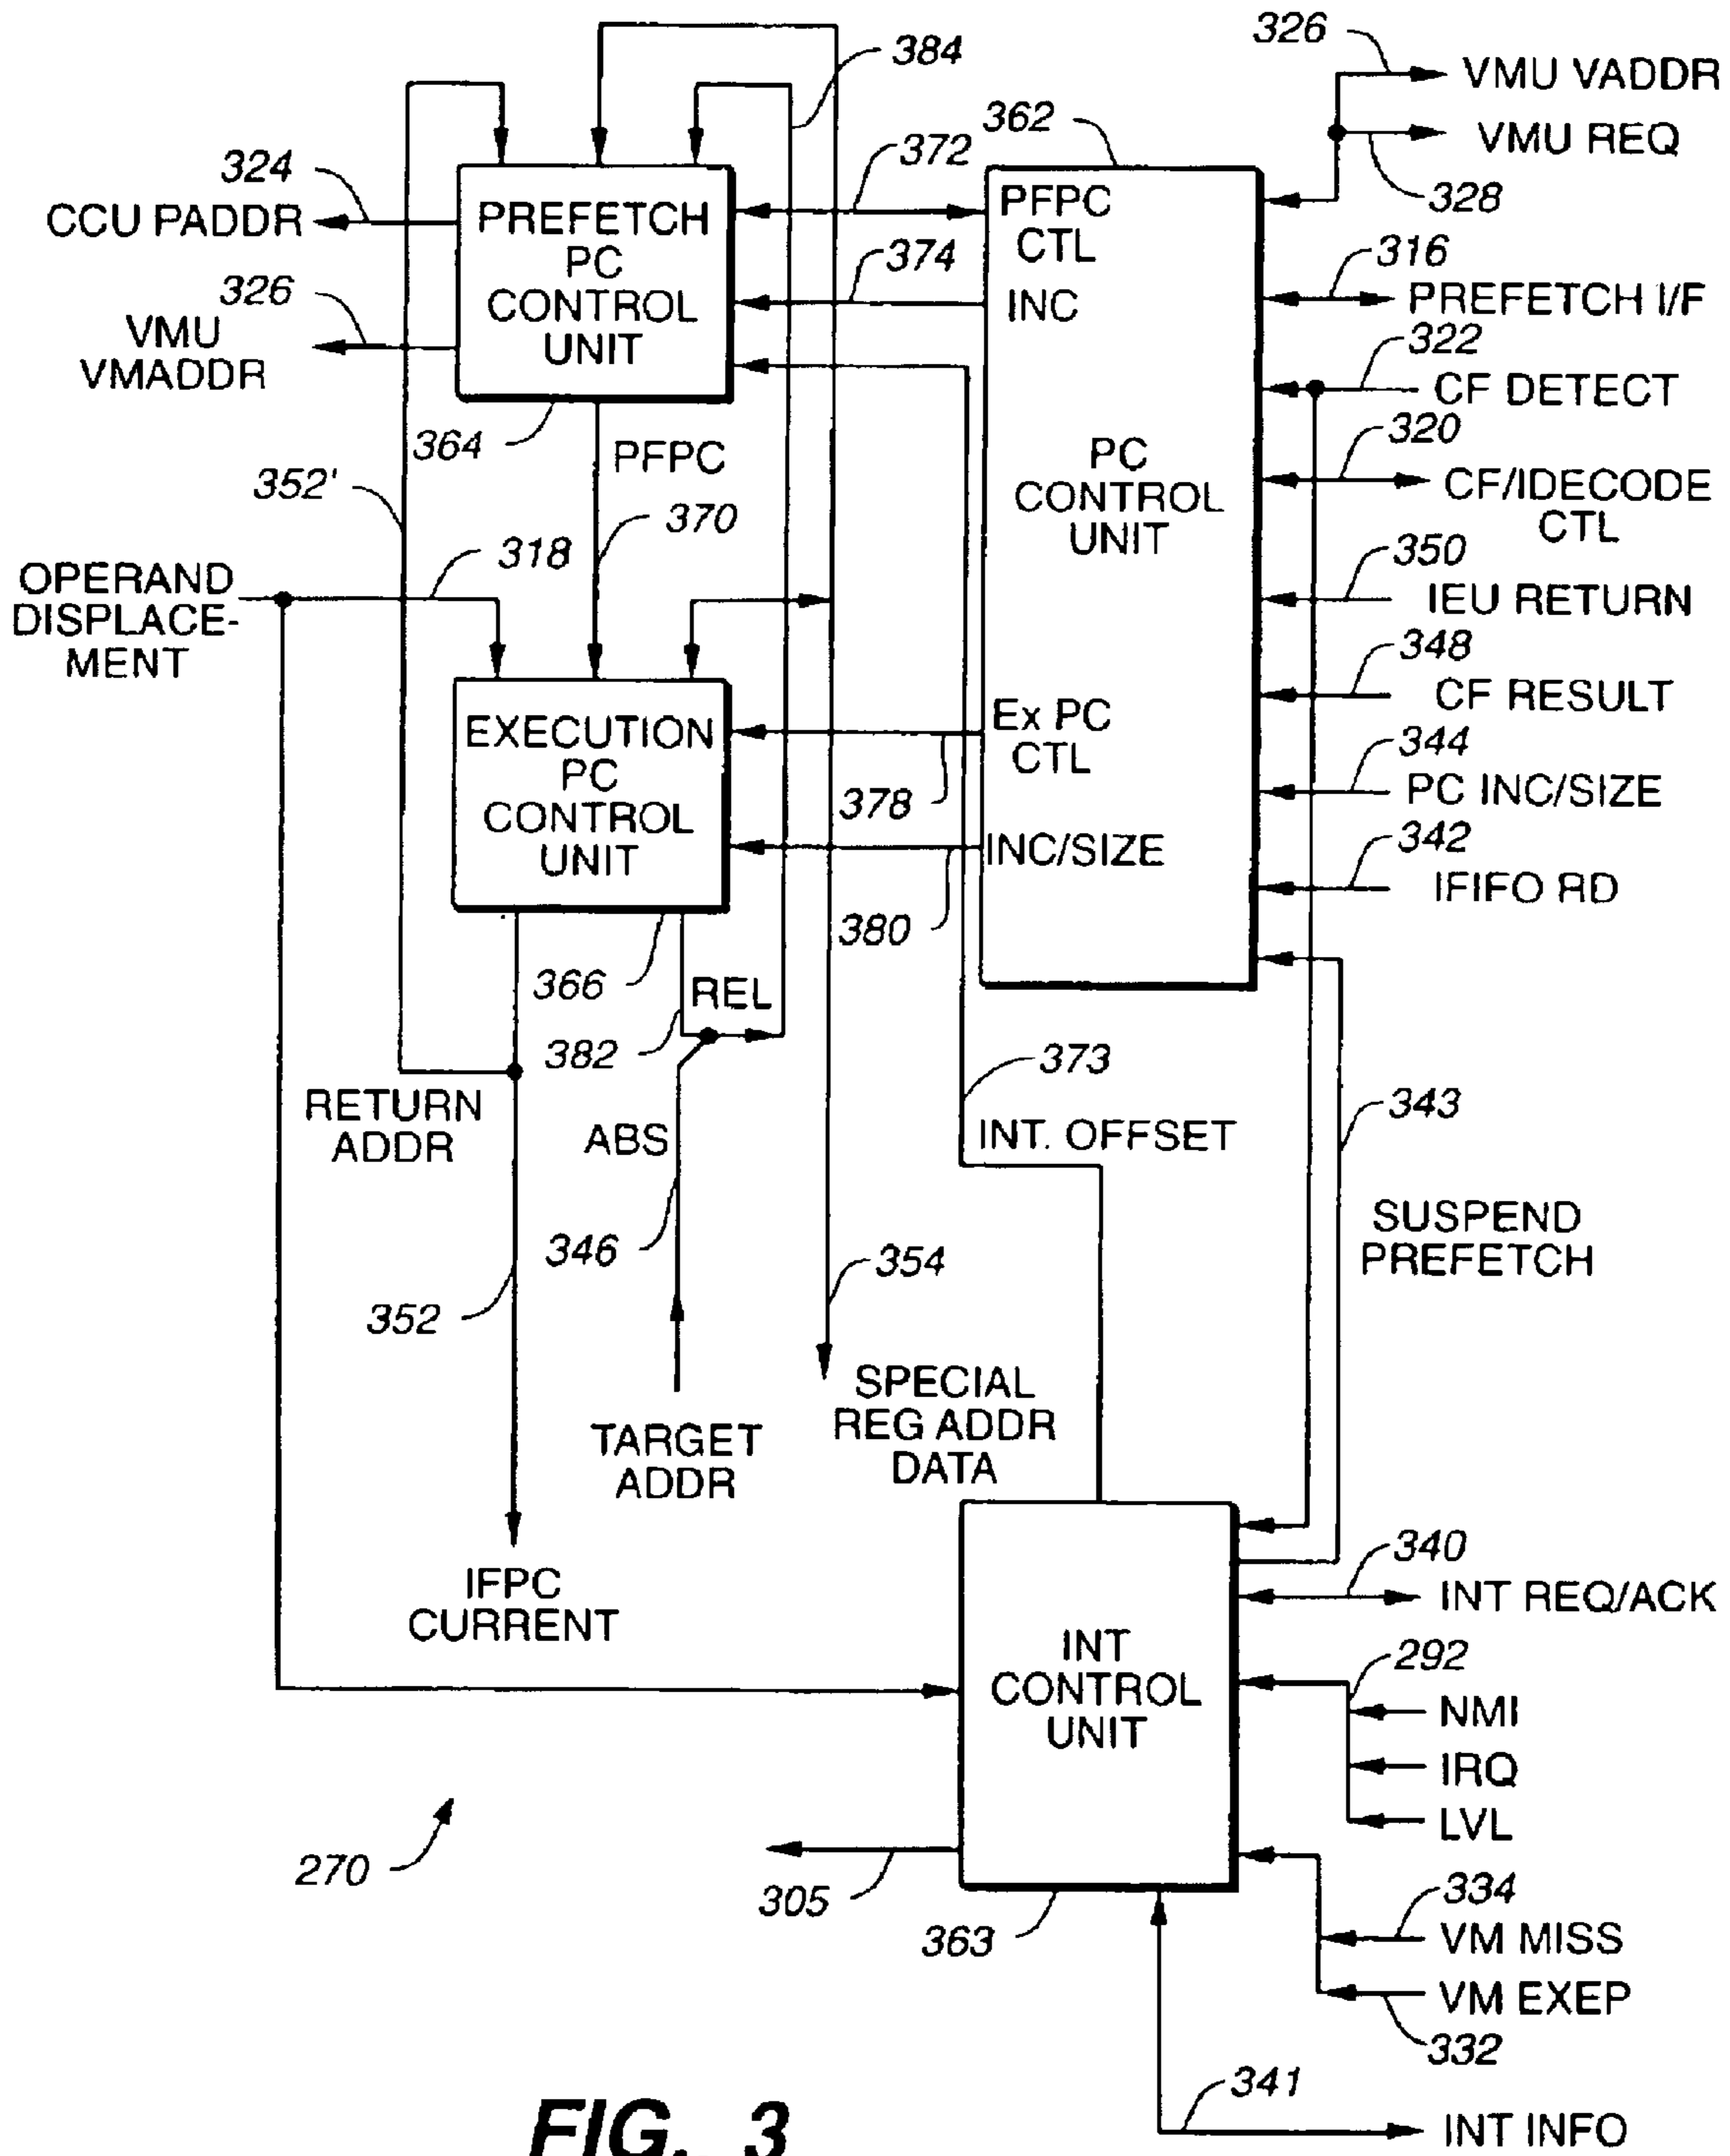 326
VMU VADDR
384
362
VMU REQ
372
324
328
CCU PADDR
PREFETCH
PC
CONTROL
UNIT
PFPC
CTL
374
316
INC
PREFETCH I/F
326
VMU
VMADDR
322
CF DETECT
364
PFPC
320
PC
CONTROL
UNIT
352'
CF/IDECODE
CTL
370
318
350
OPERAND
DISPLACE-
MENT
IEU RETURN
348
CF RESULT
EXECUTION
PC
CONTROL
UNIT
Ex PC
CTL
344
378
PC INC/SIZE
342
INC/SIZE
IFIFO RD
380
366
REL
382
373
343
RETURN
ADDR
ABS
INT. OFFSET
346
354
SUSPEND
PREFETCH
352
SPECIAL
REG ADDR
DATA
TARGET
ADDR
340
IFPC
CURRENT
INT REQ/ACK
INT
CONTROL
UNIT
292
NMI
IRQ
LVL
270
305
334
363
VM MISS
VM EXEP
332
341
INT INFO
FIG. 3